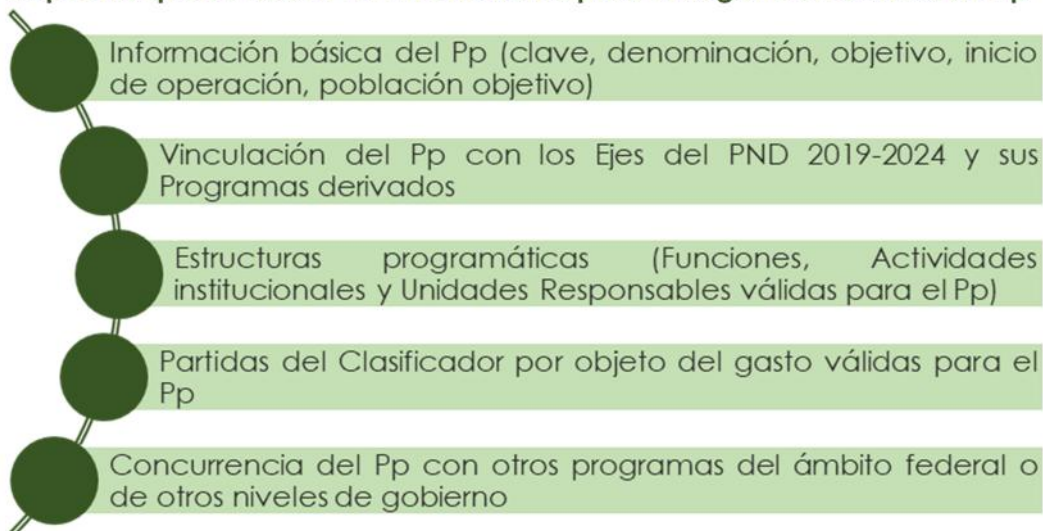 Información básica del Pp (clave, denominación, objetivo, inicio
de operación, población objetivo)
Vinculación del Pp con los Ejes del PND 2019-2024 y sus
Programas derivados
Estructuras programáticas (Funciones, Actividades
institucionales y Unidades Responsables válidas para el Pp)
Partidas del Clasificador por objeto del gasto válidas para el
Pp
Concurrencia del Pp con otros programas del ámbito federal o
de otros niveles de gobierno